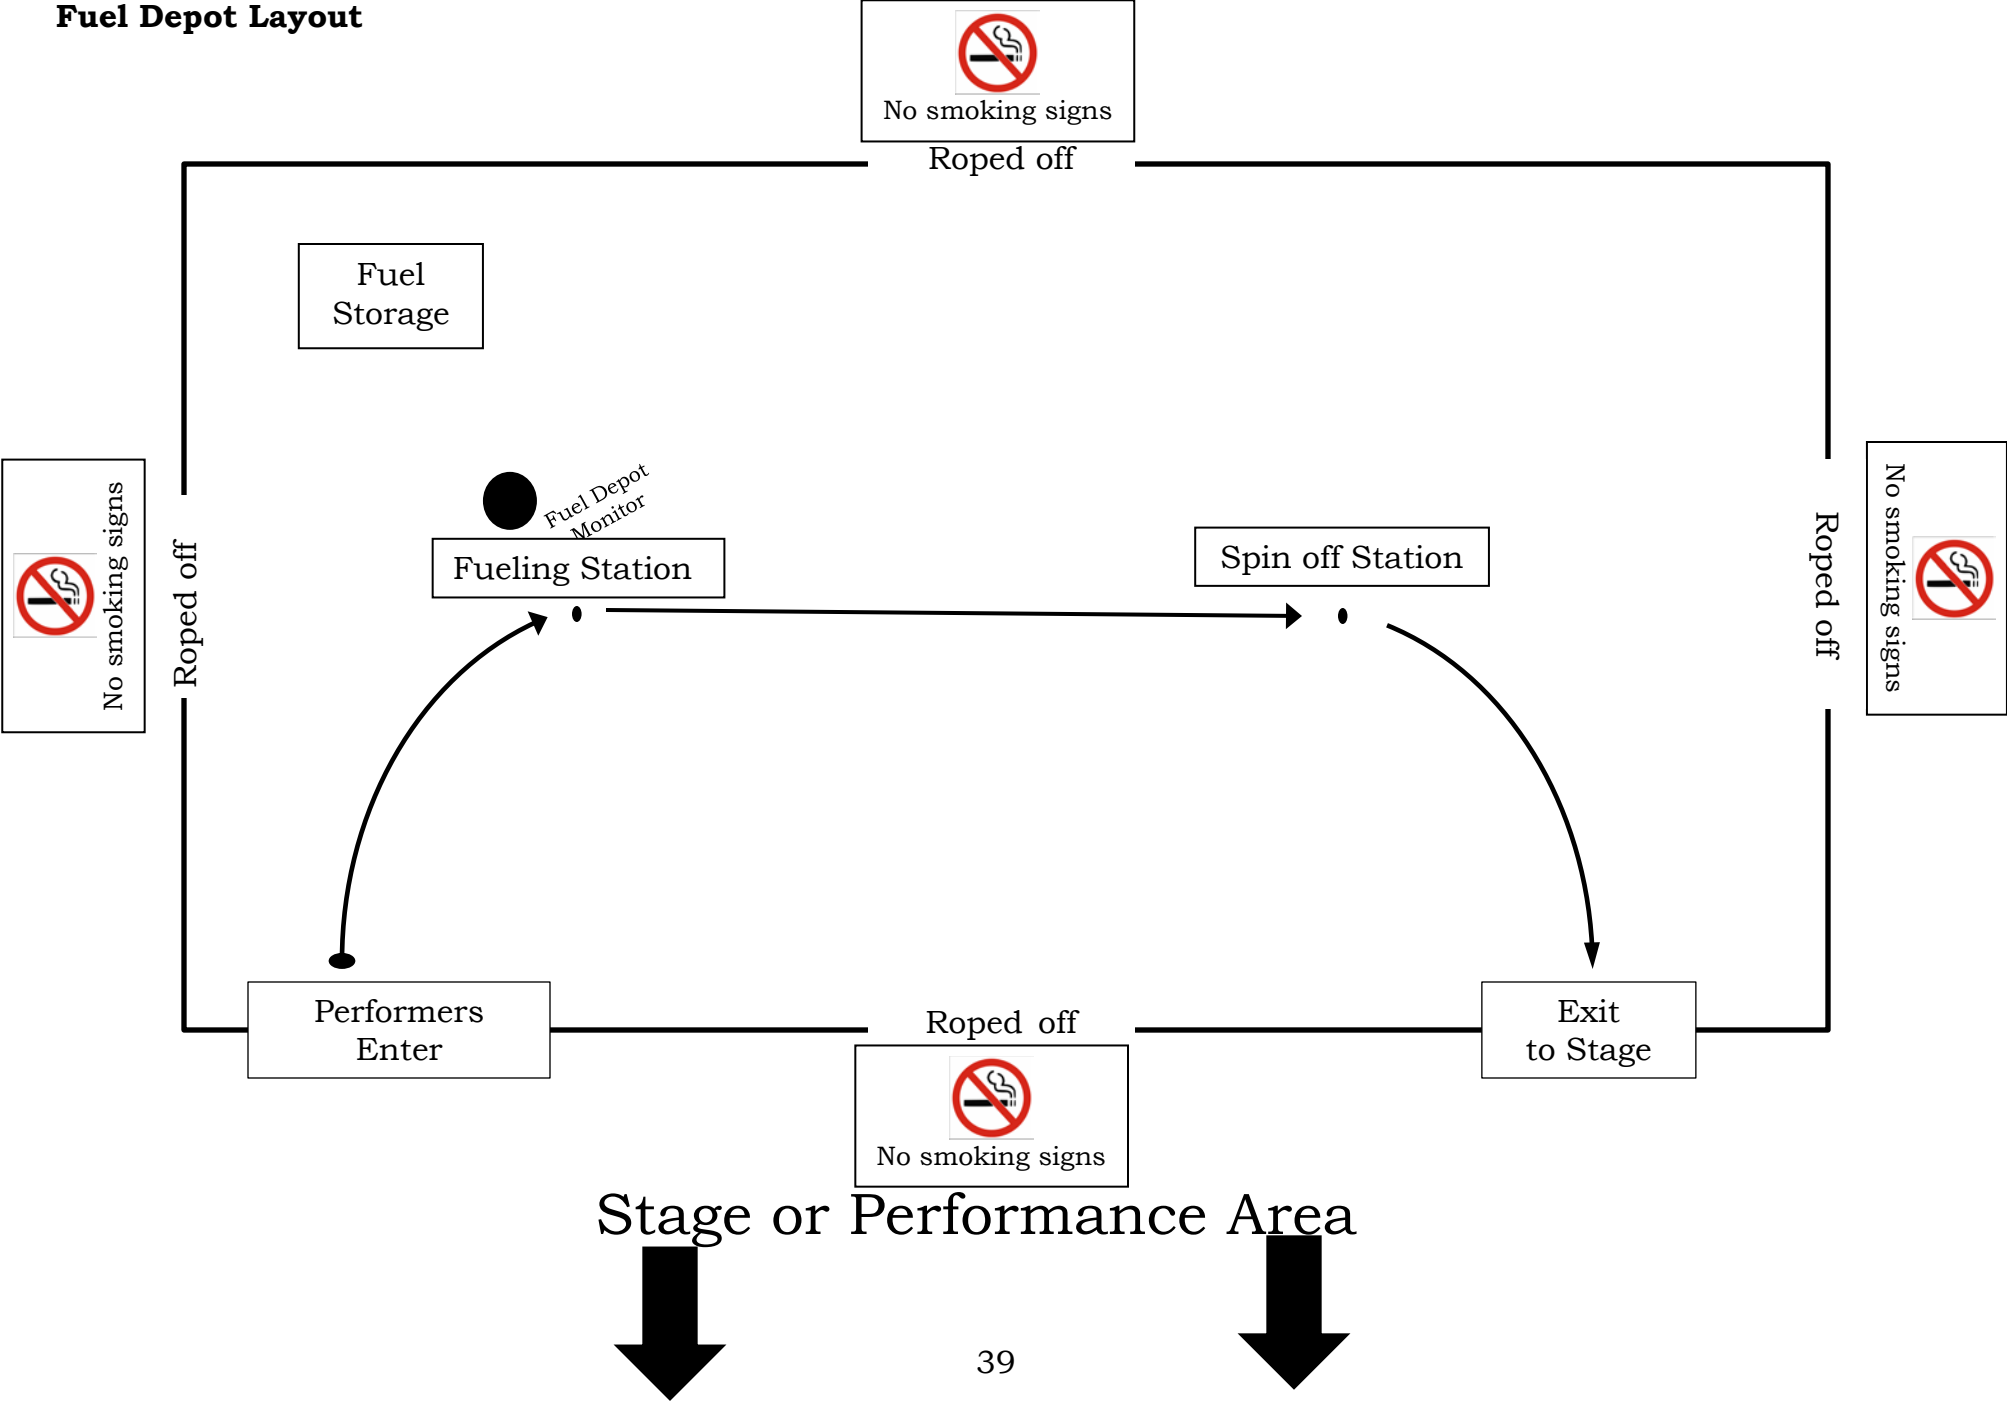 Fuel Depot Layout
No smoking signs
Roped off
Fuel
Storage
No smoking signs
Roped off
Fuel Depot
Monitor
Fueling Station
Spin off Station
Roped off
No smoking signs
Performers
Enter
Roped off
Exit
to Stage
No smoking signs
Stage or Performance Area
39